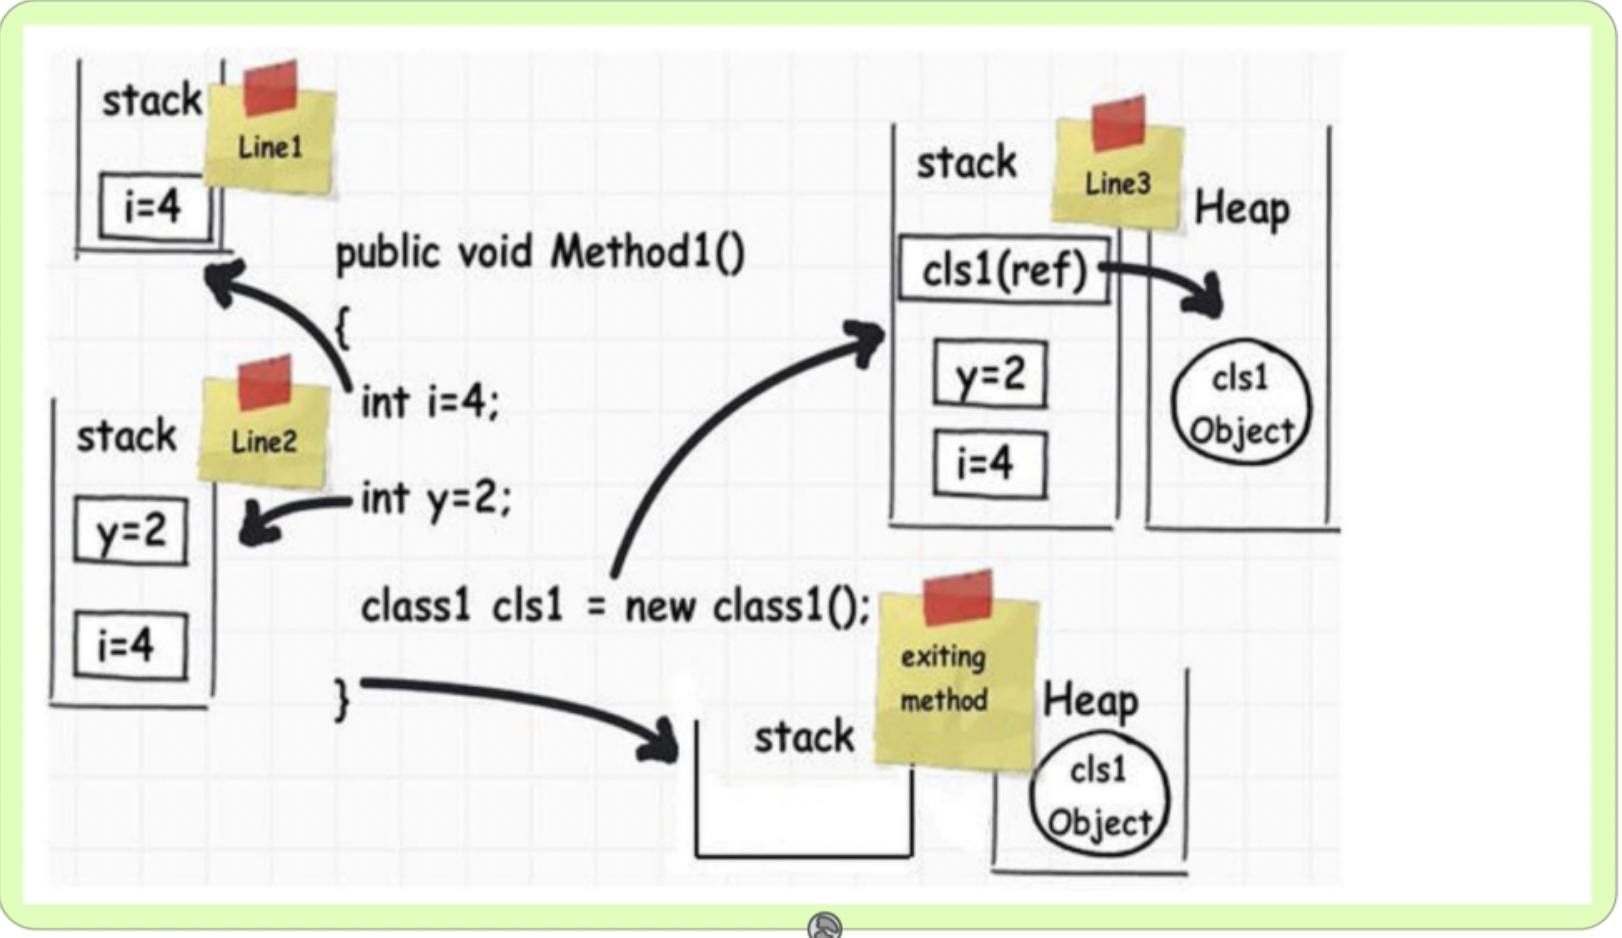 stack
Line1
i=4
public void Method1()
{
int i=4;
stack
Line2
int y=2;
y=2
i=4
class1 cls1 = new class1();
}
stack
Line3
Heap
cls1(ref)
y=2
i=4
cls1
Object
exiting
method
stack
Heap
cls1
Object